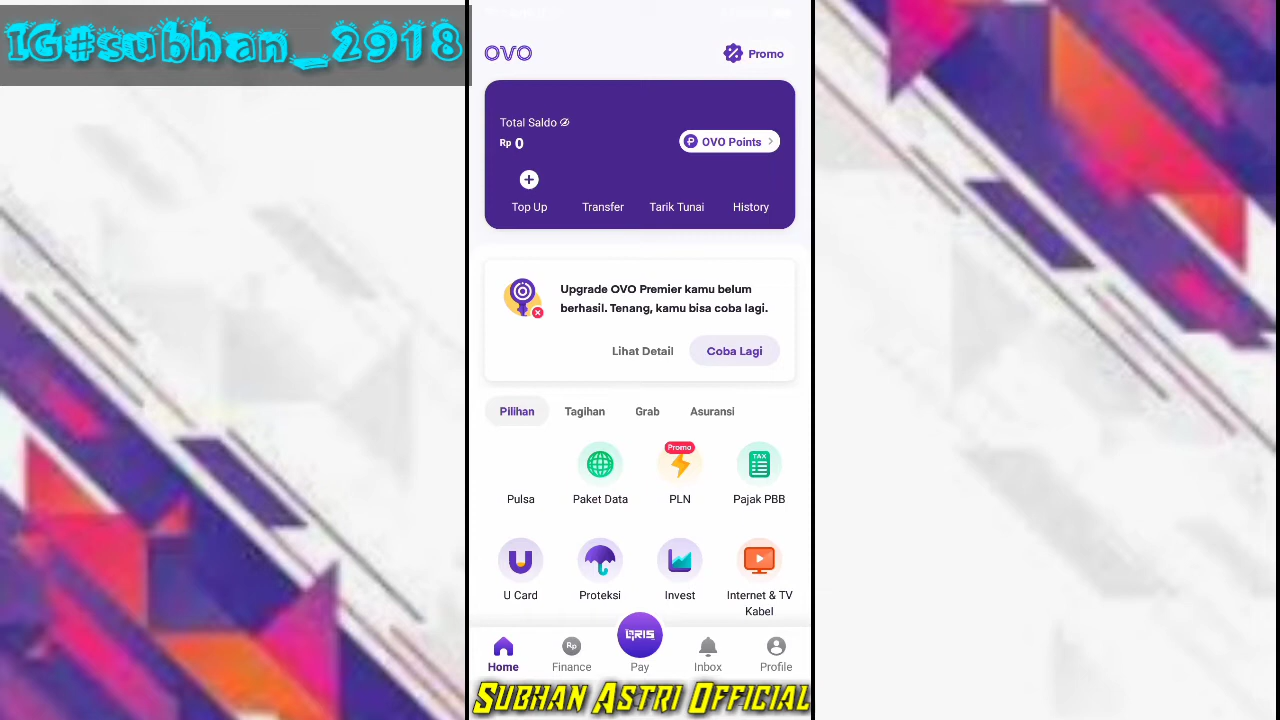 IG#subhan_2918
OVO
Promo
Total Saldo
Rp 0
OVO Points
Top Up
Transfer
Tarik Tunai
History
Upgrade OVO Premier kamu belum
berhasil. Tenang, kamu bisa coba lagi.
Lihat Detail
Coba Lagi
Pilihan
Tagihan
Grab
Asuransi
Promo
TAX
Pulsa
Paket Data
PLN
Pajak PBB
U Card
Proteksi
Invest
Internet & TV
Kabel
QRIS
Rp
Home
Finance
Pay
Inbox
Profile
SUBHAN ASTRI OFFICIAL